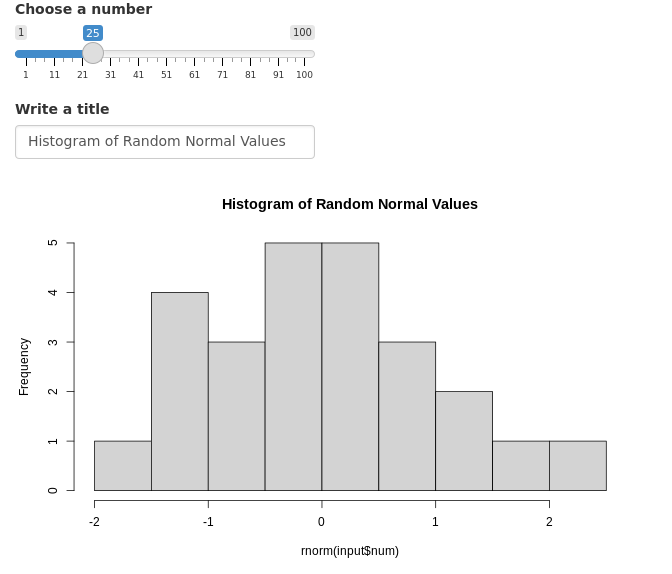 Choose a number
1 25 100
1 11 21 31 41 51 61 71 81 91 100
Write a title
Histogram of Random Normal Values
Histogram of Random Normal Values
5
4
3
2
1
0
Frequency
-2 -1 0 1 2
rnorm(input$num)